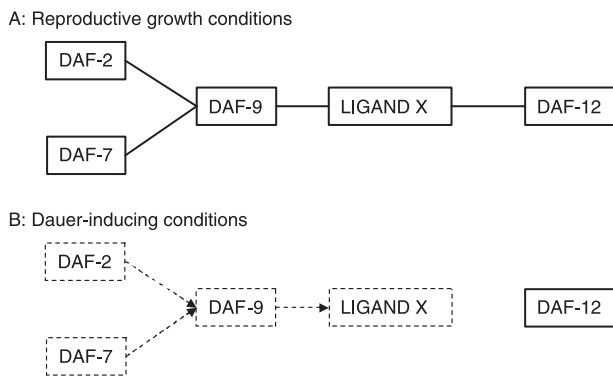 A: Reproductive growth conditions
DAF-2
DAF-9
LIGAND X
DAF-12
DAF-7
B: Dauer-inducing conditions
DAF-2
DAF-9
LIGAND X
DAF-12
DAF-7